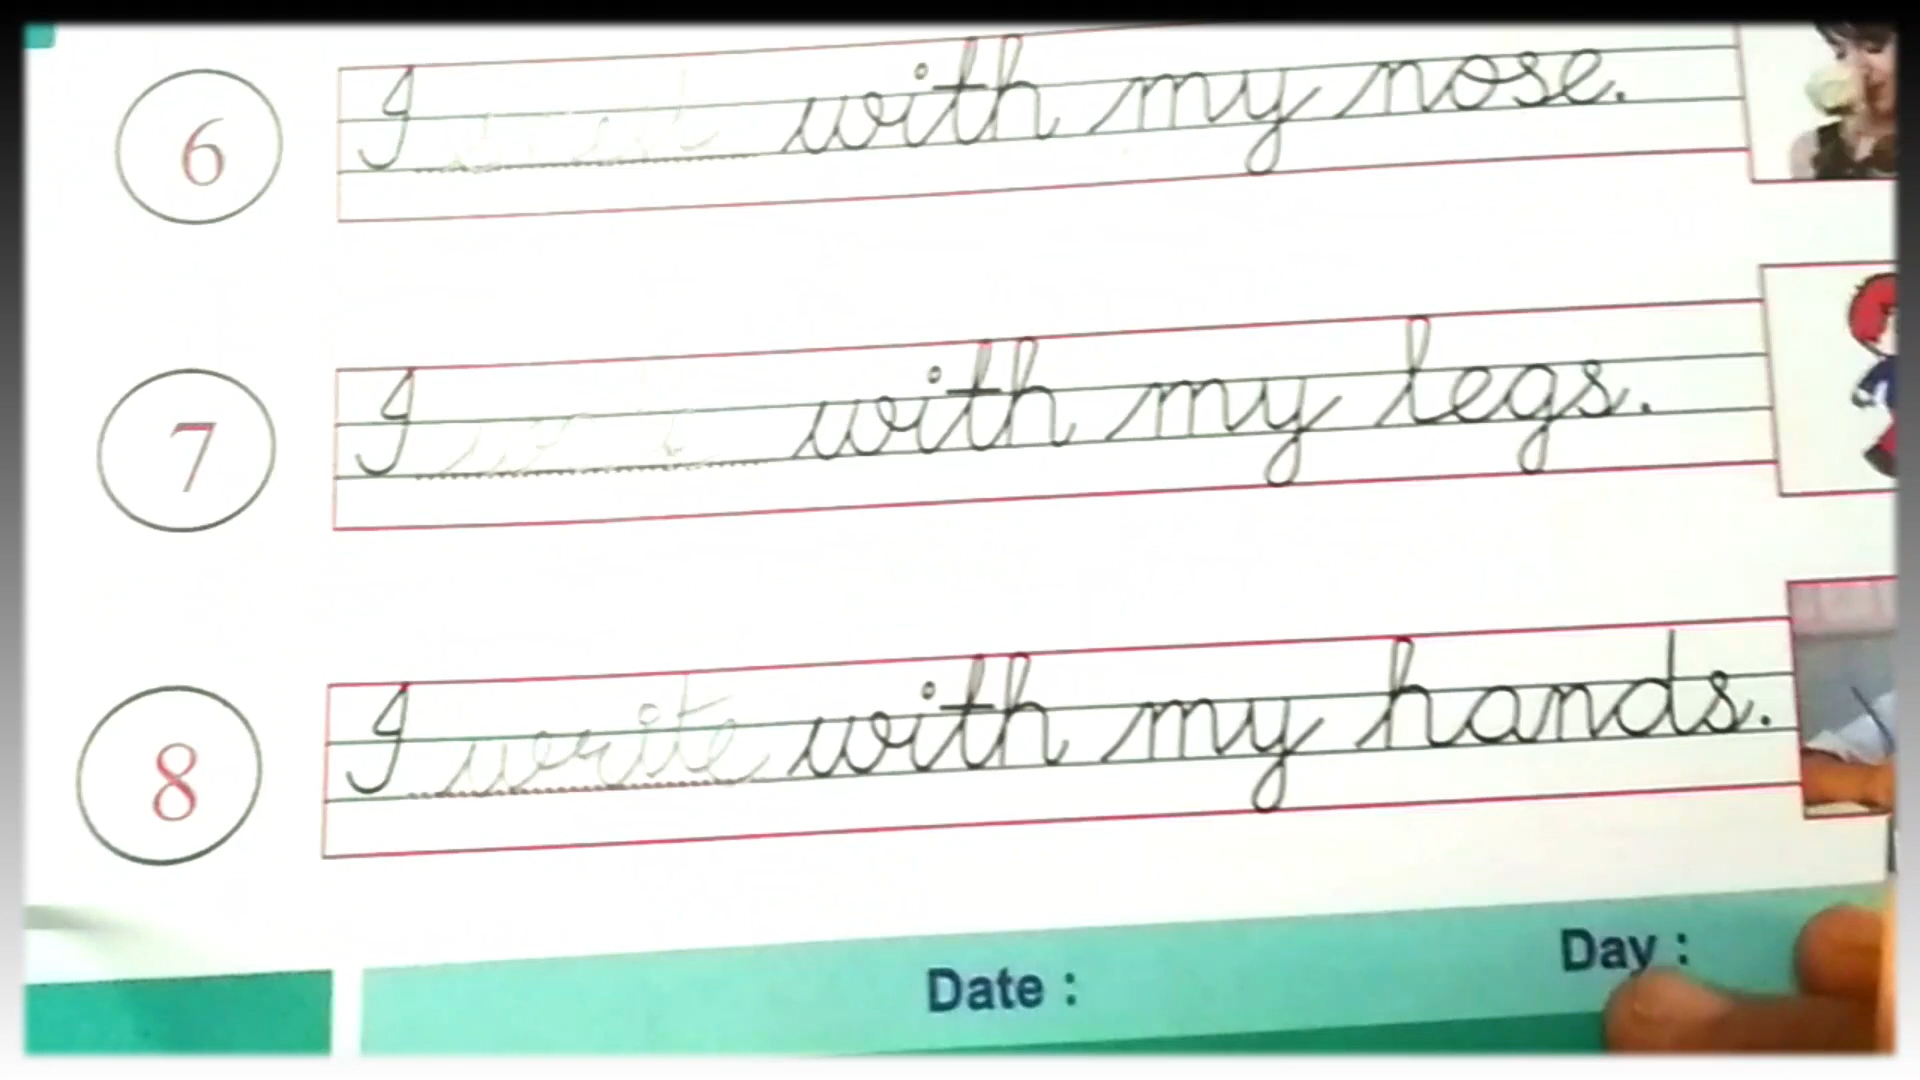 6 I with my nose.
7 I with my legs.
8 I write with my hands.
Date : Day :